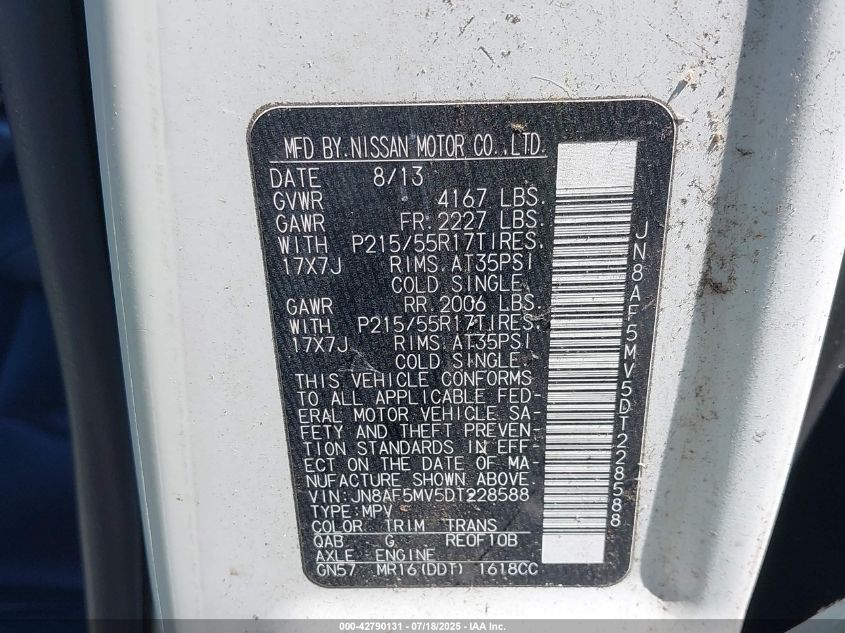 MFD BY.NISSAN MOTOR CO.,LTD.
DATE 8/13
GVWR 4167 LBS.
GAWR FR.2227 LBS.
WITH P215/55R17TIRES.
17X7J RIMS.AT35PSI
COLD SINGLE.
GAWR RR.2006 LBS.
WITH P215/55R17TIRES.
17X7J RIMS.AT35PSI
COLD SINGLE.
THIS VEHICLE CONFORMS
TO ALL APPLICABLE FED-
ERAL MOTOR VEHICLE SA-
FETY AND THEFT PREVEN-
TION STANDARDS IN EFF-
ECT ON THE DATE OF MA-
NUFACTURE SHOWN ABOVE.
VIN:JN8AF5MV5DT228588
TYPE:MPV
COLOR TRIM TRANS
QAB G RE0F10B
AXLE ENGINE
GN57 MR16(DDT) 1618CC
JN8AF5MV5DT228588
000-42790131 - 07/18/2025 - IAA Inc.